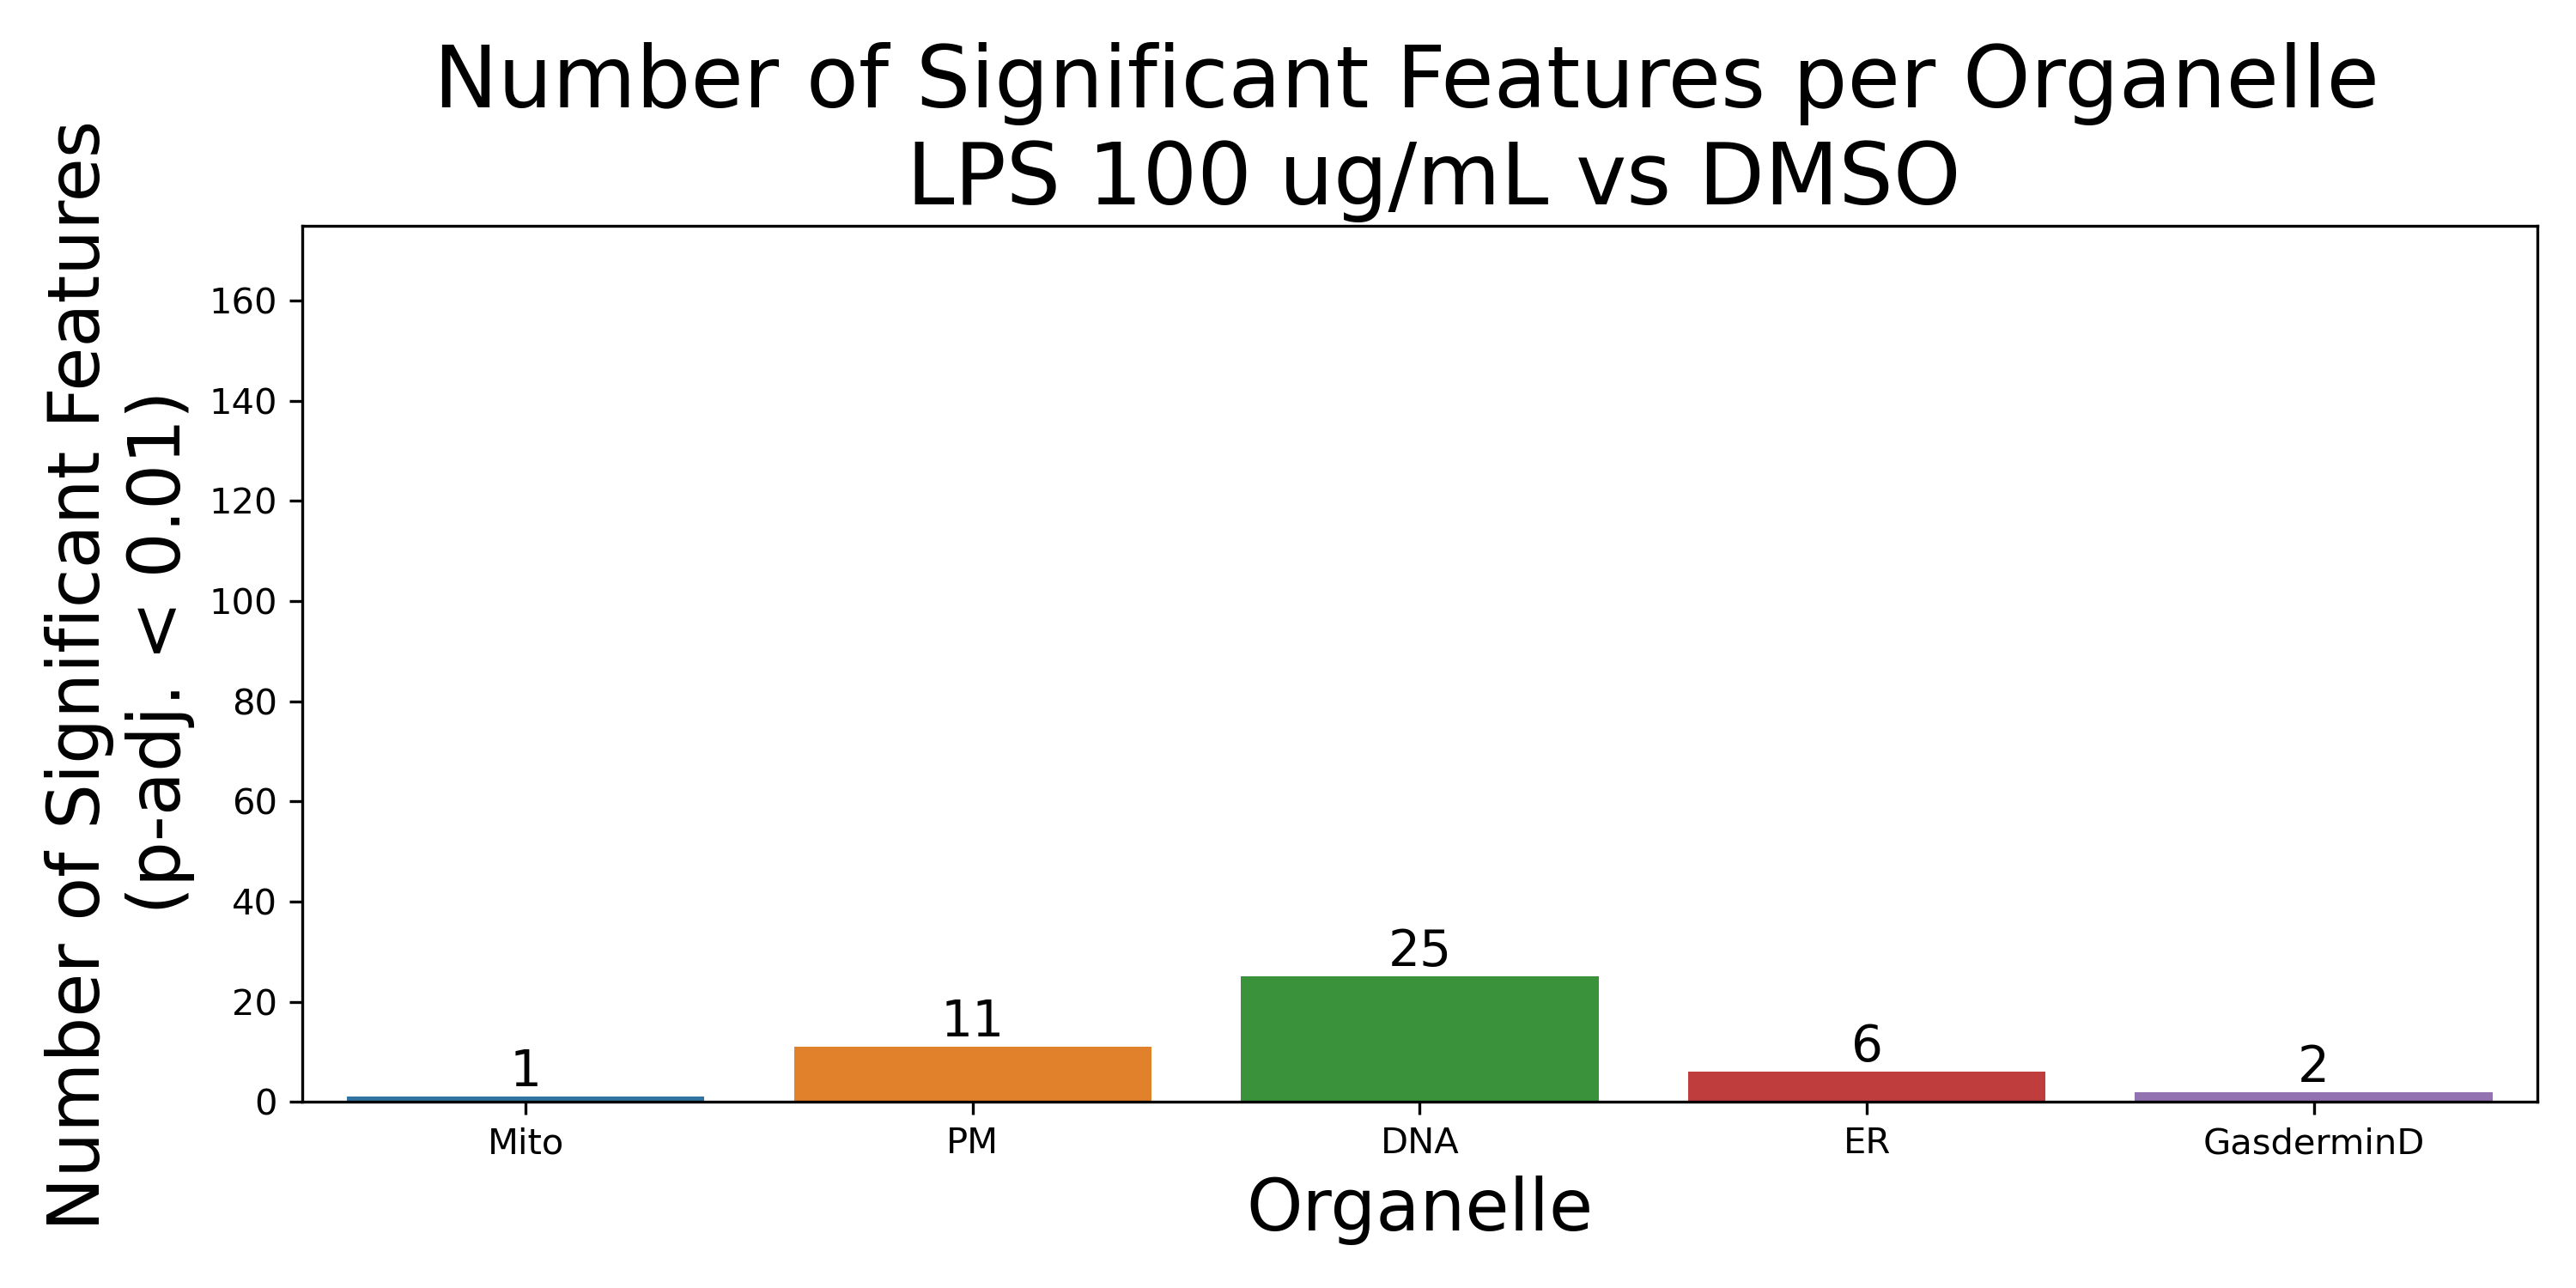 Number of Significant Features per Organelle
LPS 100 ug/mL vs DMSO
Number of Significant Features
(p-adj. < 0.01)
160
140
120
100
80
60
40
20
0
1
11
25
6
2
Mito
PM
DNA
ER
GasderminD
Organelle